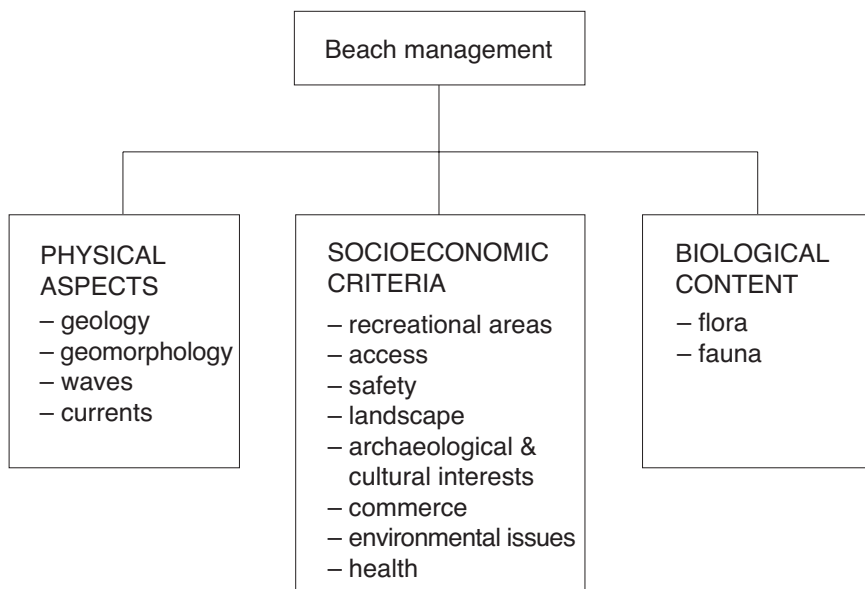 Beach management
PHYSICAL
ASPECTS
– geology
– geomorphology
– waves
– currents
SOCIOECONOMIC
CRITERIA
– recreational areas
– access
– safety
– landscape
– archaeological &
cultural interests
– commerce
– environmental issues
– health
BIOLOGICAL
CONTENT
– flora
– fauna